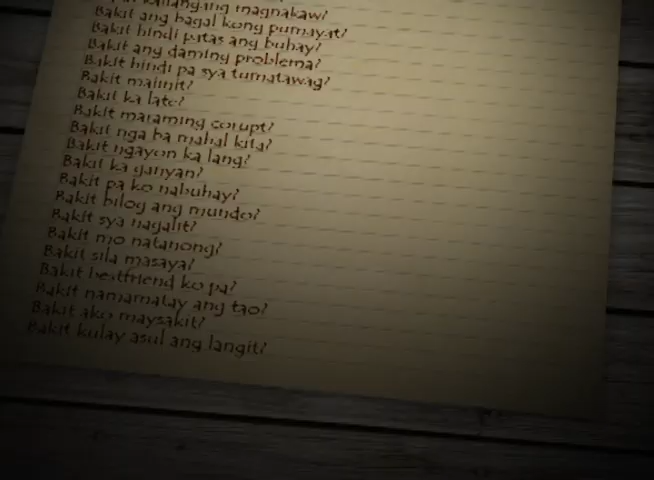 kailangang magnakaw?
Bakit ang bagal kong pumayat?
Bakit hindi patas ang buhay?
Bakit ang daming problema?
Bakit hindi pa sya tumatawag?
Bakit mainit?
Bakit ka late?
Bakit maraming corupt?
Bakit nga ba mahal kita?
Bakit ngayon ka lang?
Bakit ka ganyan?
Bakit pa ko nabuhay?
Bakit bilog ang mundo?
Bakit sya nagalit?
Bakit mo natanong?
Bakit sila masaya?
Bakit bestfriend ko pa?
Bakit namamatay ang tao?
Bakit ako maysakit?
Bakit kulay asul ang langit?